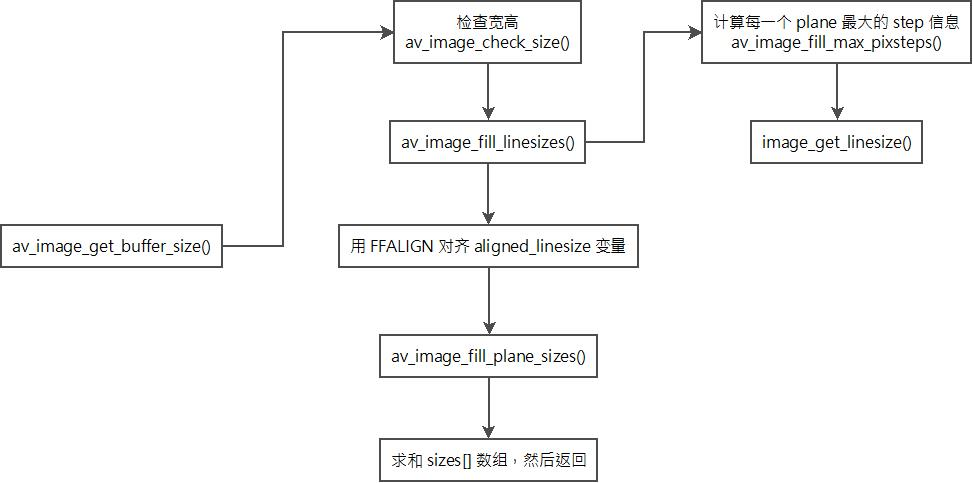 检查宽高
av_image_check_size()
计算每一个 plane 最大的 step 信息
av_image_fill_max_pixsteps()
av_image_fill_linesizes()
image_get_linesize()
av_image_get_buffer_size()
用 FFALIGN 对齐 aligned_linesize 变量
av_image_fill_plane_sizes()
求和 sizes[] 数组，然后返回